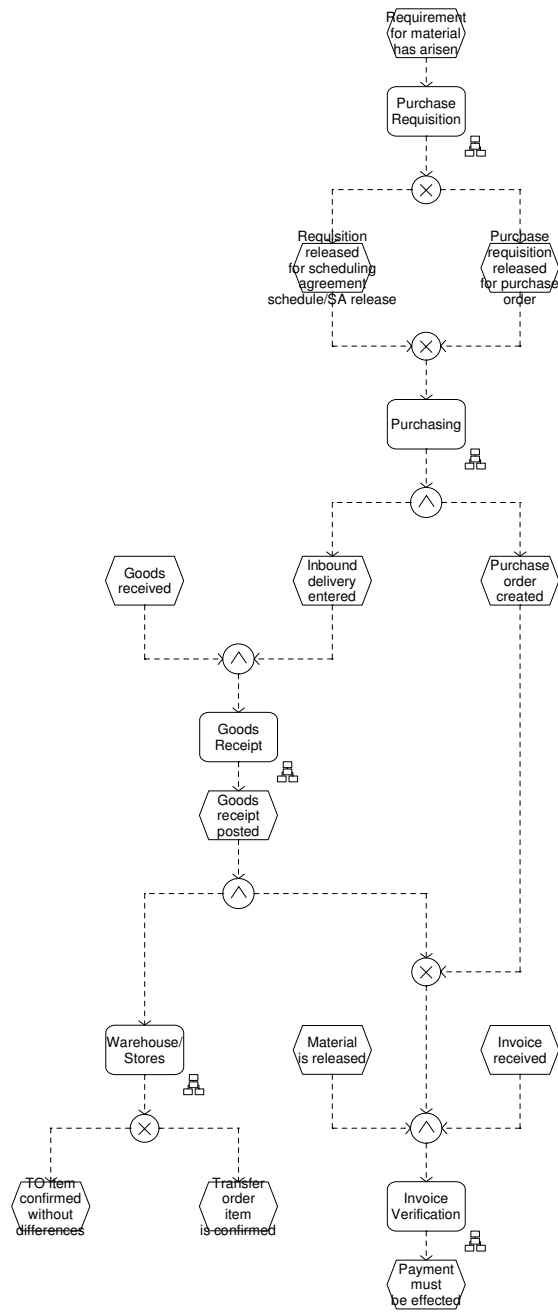 Requirement
for material
has arisen
Purchase
Requisition
Requisition
released
for scheduling
agreement
schedule/SA release
Purchase
requisition
released
for purchase
order
Purchasing
Goods
received
Inbound
delivery
entered
Purchase
order
created
Goods
Receipt
Goods
receipt
posted
Warehouse/
Stores
Material
is released
Invoice
received
TO item
confirmed
without
differences
Transfer
order
item
is confirmed
Invoice
Verification
Payment
must
be effected